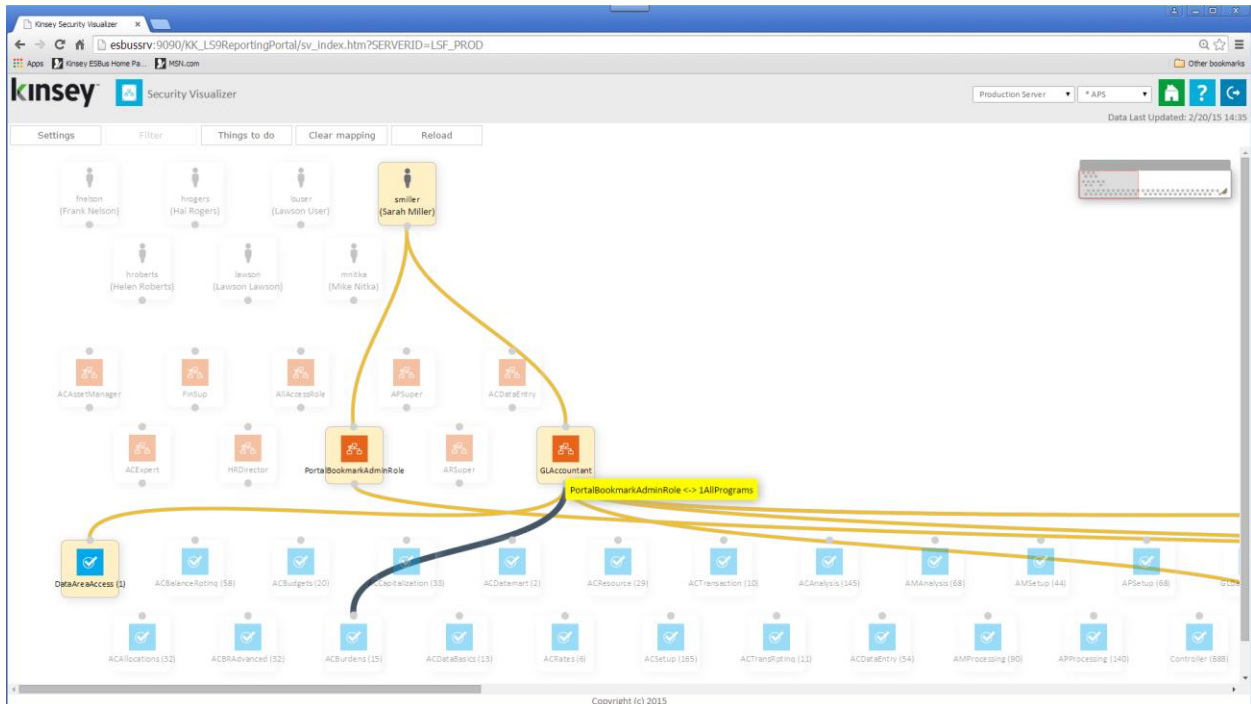 Kinsey Security Visualizer
esbussrv:9090/KK_LS9ReportingPortal/sv_index.htm?SERVERID=LSF_PROD
Apps Kinsey ESBus Home Pa... MSN.com Other bookmarks
kinsey Security Visualizer Production Server * APS ?
Data Last Updated: 2/20/15 14:35
Settings Filter Things to do Clear mapping Reload
fnelson hrogers lsuser smiller
(Frank Nelson) (Hal Rogers) (Lawson User) (Sarah Miller)
hroberts lawson mnitka
(Helen Roberts) (Lawson Lawson) (Mike Nitka)
ACAssetManager FinSup AllAccessRole APSuper ACDataEntry
ACExpert HRDirector PortalBookmarkAdminRole ARSuper GLAccountant
PortalBookmarkAdminRole <-> 1AllPrograms
DataAreaAccess (1) ACBalanceRpting (56) ACBudgets (20) ACCapitalization (33) ACDatamart (2) ACResource (29) ACTransaction (10) ACAnalysis (145) AMAnalysis (68) AMSetup (44) APSetup (68)
ACAllocations (32) ACBRAdvanced (32) ACBurdens (15) ACDataBasics (13) ACRates (6) ACSetup (165) ACTransRpting (11) ACDataEntry (54) AMProcessing (90) APProcessing (140) Controller (888)
Copyright (c) 2015